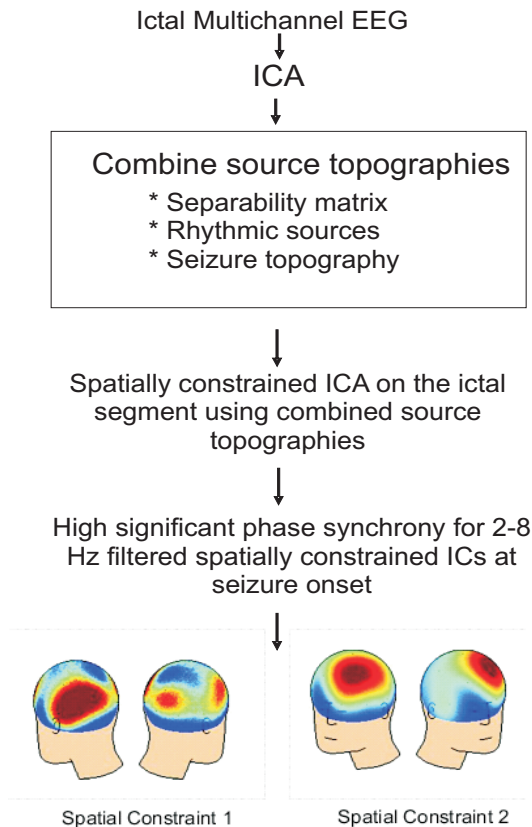 Ictal Multichannel EEG
ICA
Combine source topographies
* Separability matrix
* Rhythmic sources
* Seizure topography
Spatially constrained ICA on the ictal
segment using combined source
topographies
High significant phase synchrony for 2-8
Hz filtered spatially constrained ICs at
seizure onset
Spatial Constraint 1
Spatial Constraint 2